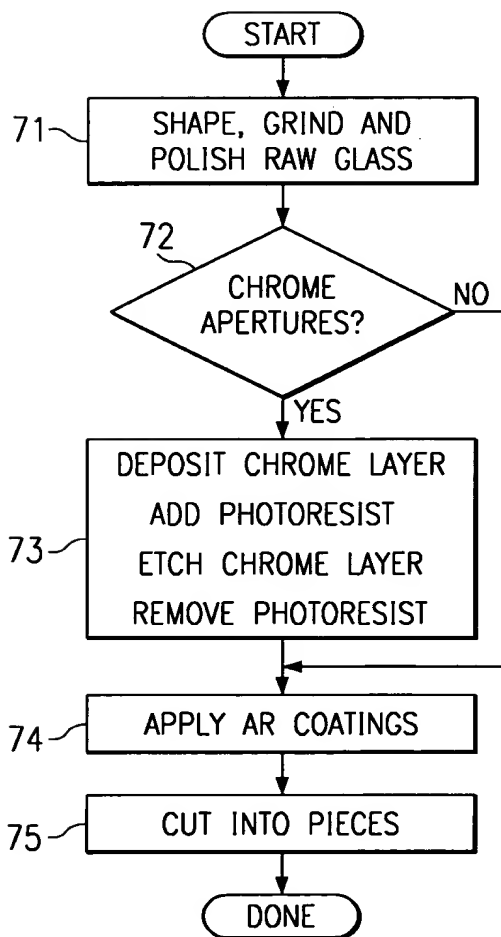 START
71
SHAPE, GRIND AND
POLISH RAW GLASS
72
CHROME
APERTURES?
NO
YES
73
DEPOSIT CHROME LAYER
ADD PHOTORESIST
ETCH CHROME LAYER
REMOVE PHOTORESIST
74
APPLY AR COATINGS
75
CUT INTO PIECES
DONE